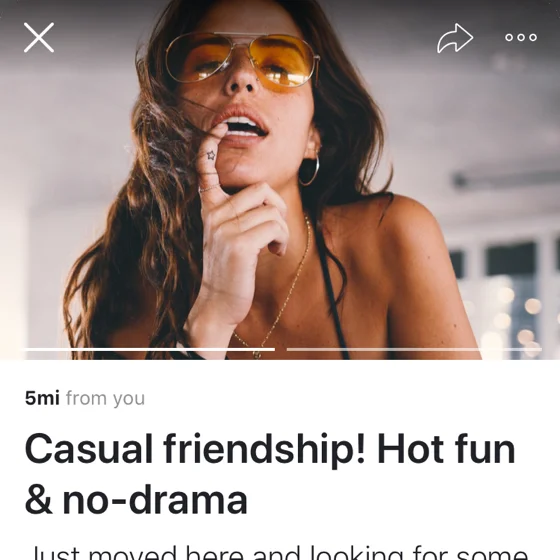 5mi from you
Casual friendship! Hot fun
& no-drama
Just moved here and looking for some